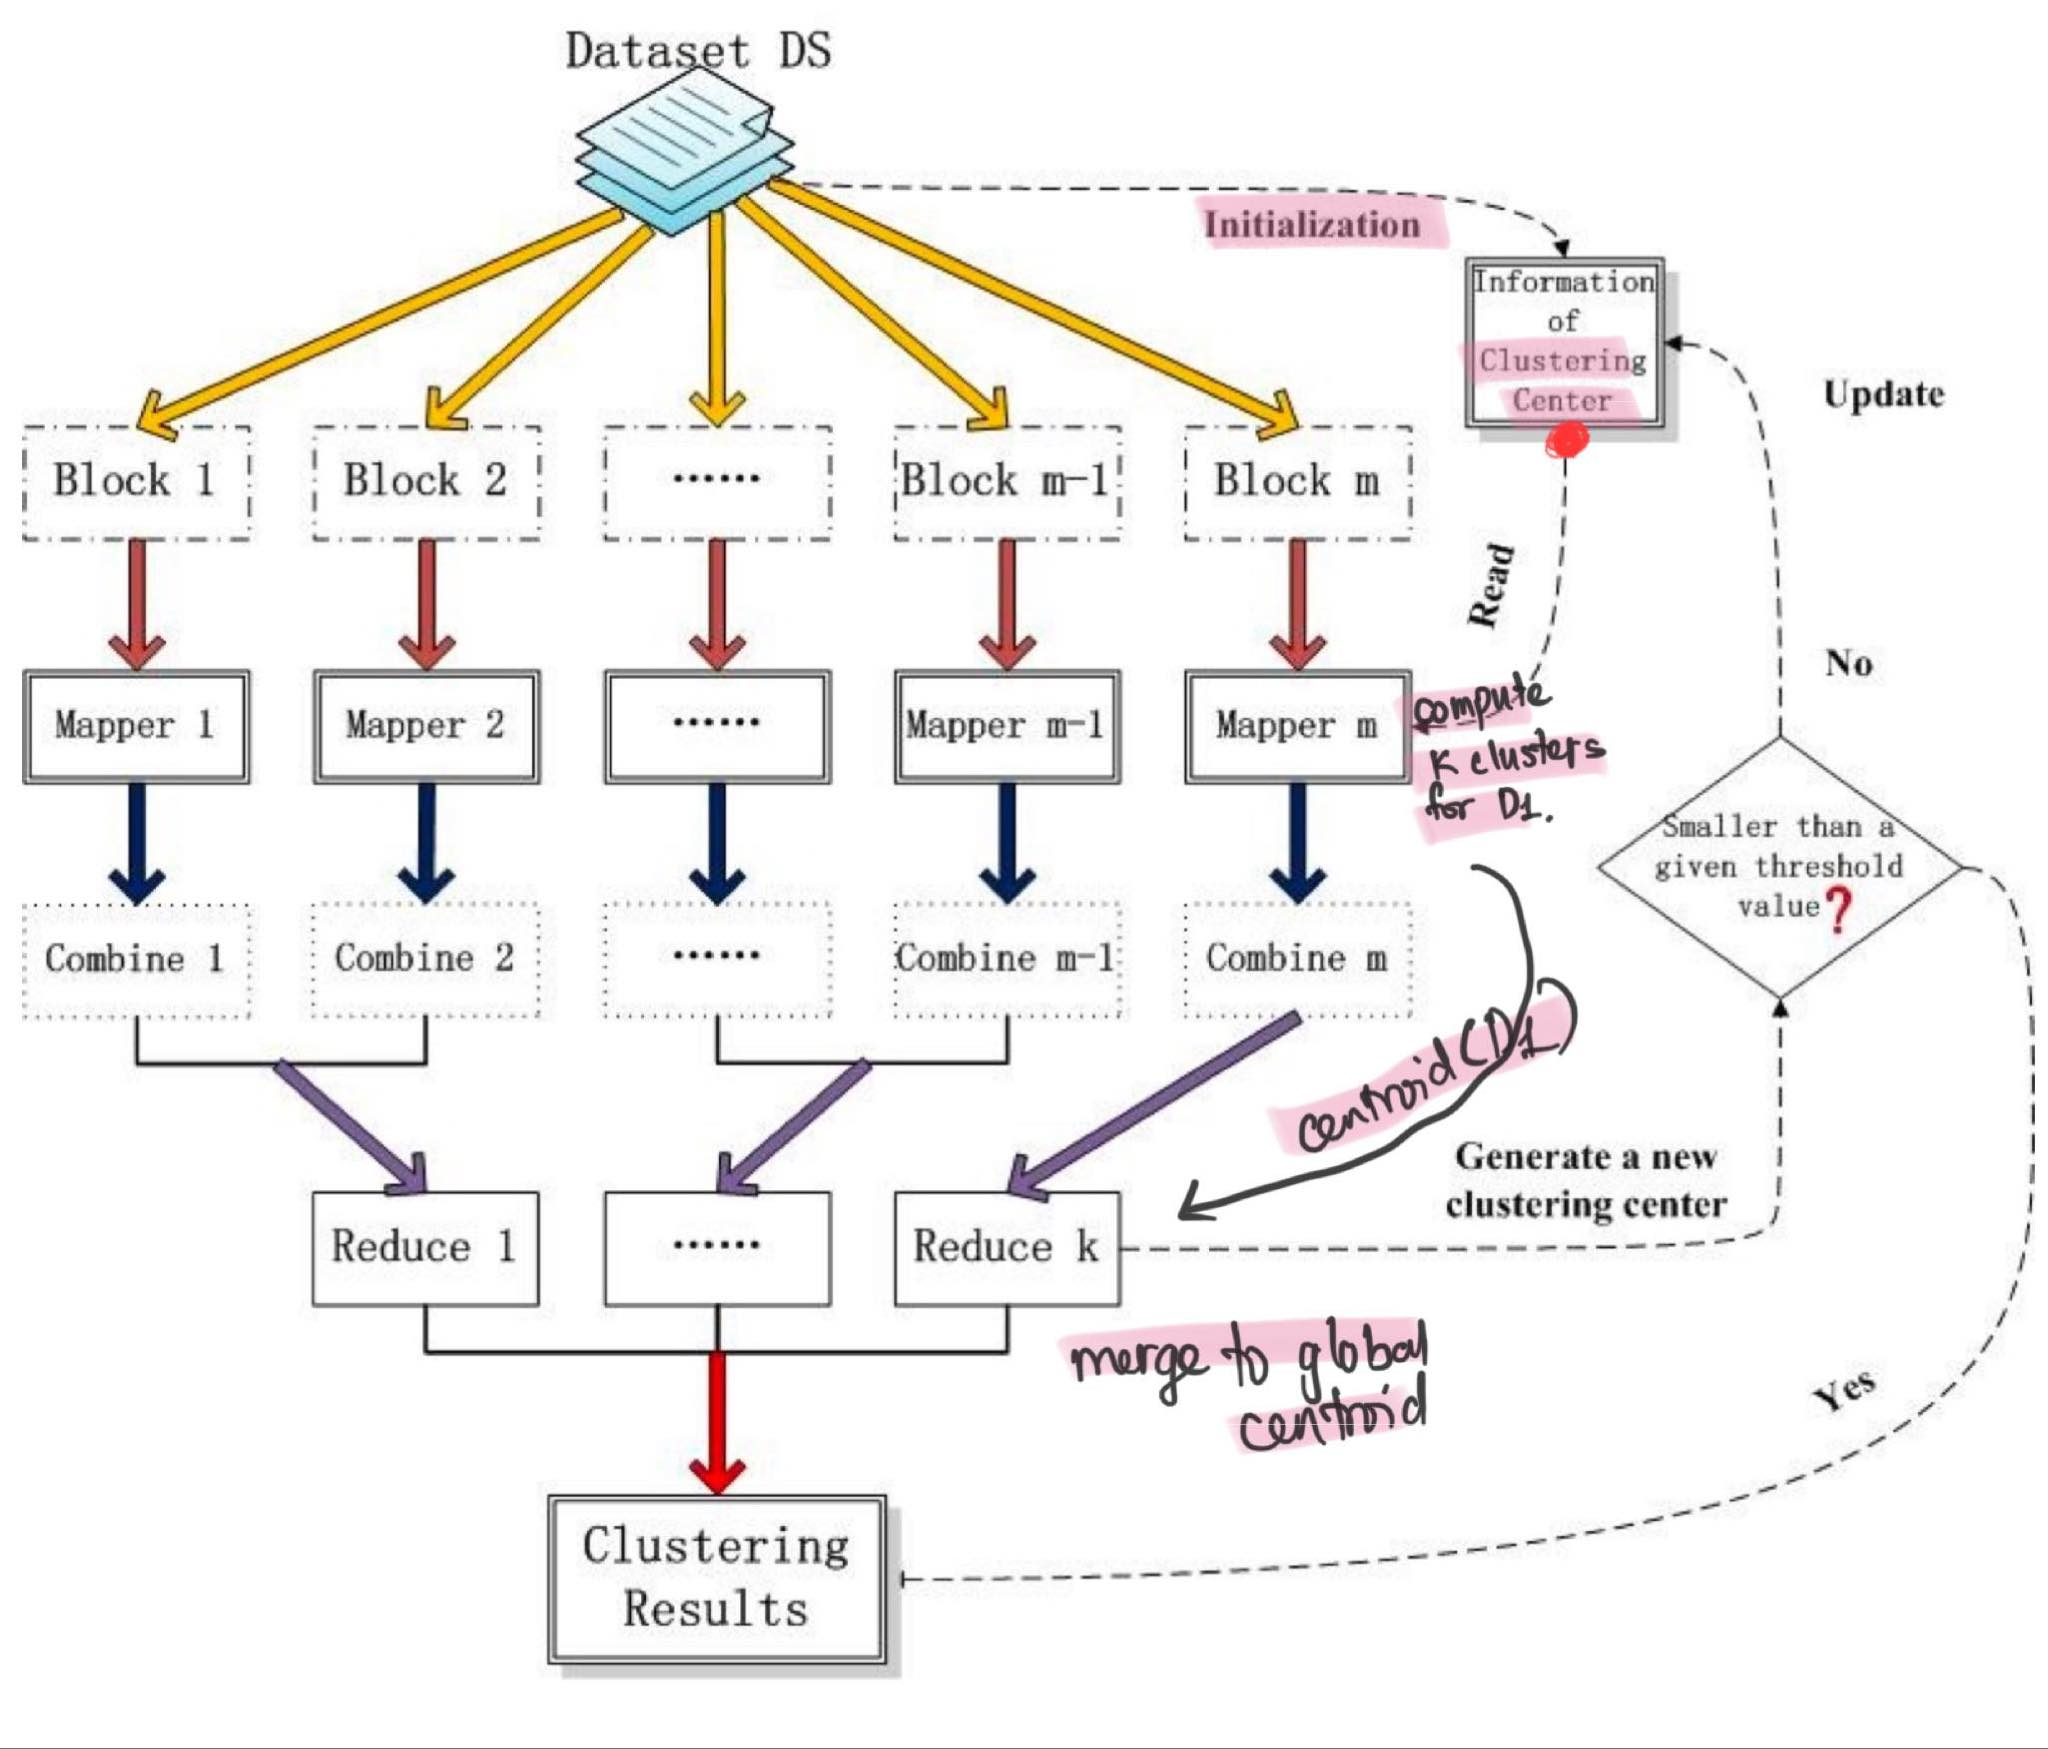 Dataset DS
Initialization
Information
of
Clustering
Center
Update
Block 1
Block 2
······
Block m-1
Block m
Read
No
Mapper 1
Mapper 2
······
Mapper m-1
Mapper m
compute
K clusters
for D1.
Smaller than a
given threshold
value?
Combine 1
Combine 2
······
Combine m-1
Combine m
centroid (D1)
Generate a new
clustering center
Reduce 1
······
Reduce k
merge to global
centroid
Yes
Clustering
Results